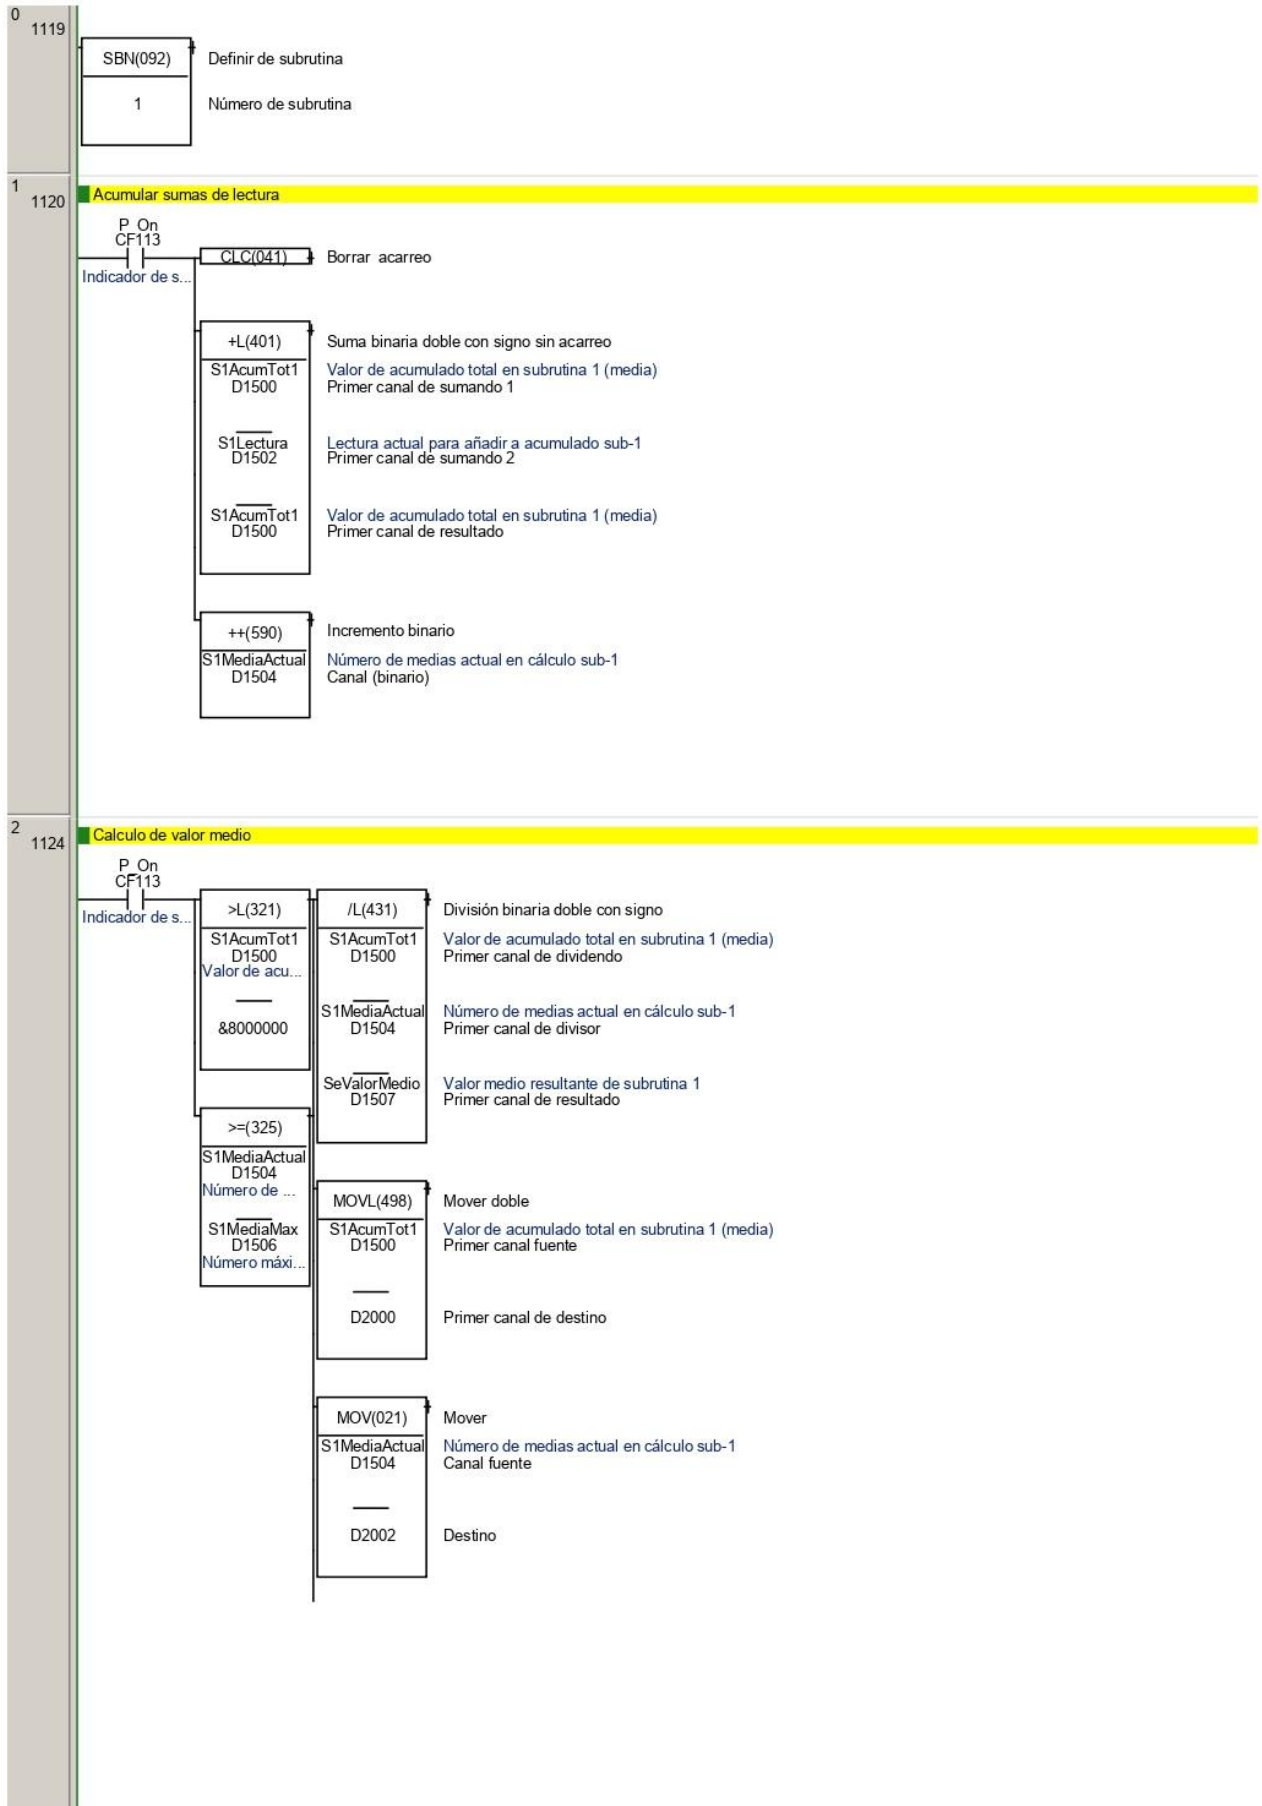 0
1119
SBN(092) Definir de subrutina
1 Número de subrutina
1
1120
Acumular sumas de lectura
P_On
CF113
Indicador de s...
CLC(041) Borrar acarreo
+L(401) Suma binaria doble con signo sin acarreo
S1AcumTot1 Valor de acumulado total en subrutina 1 (media)
D1500 Primer canal de sumando 1
S1Lectura Lectura actual para añadir a acumulado sub-1
D1502 Primer canal de sumando 2
S1AcumTot1 Valor de acumulado total en subrutina 1 (media)
D1500 Primer canal de resultado
++(590) Incremento binario
S1MediaActual Número de medias actual en cálculo sub-1
D1504 Canal (binario)
2
1124
Calculo de valor medio
P_On
CF113
Indicador de s...
>L(321)
S1AcumTot1
D1500
Valor de acu...
&8000000
>=(325)
S1MediaActual
D1504
Número de ...
S1MediaMax
D1506
Número máxi...
/L(431) División binaria doble con signo
S1AcumTot1 Valor de acumulado total en subrutina 1 (media)
D1500 Primer canal de dividendo
S1MediaActual Número de medias actual en cálculo sub-1
D1504 Primer canal de divisor
SeValorMedio Valor medio resultante de subrutina 1
D1507 Primer canal de resultado
MOVL(498) Mover doble
S1AcumTot1 Valor de acumulado total en subrutina 1 (media)
D1500 Primer canal fuente
D2000 Primer canal de destino
MOV(021) Mover
S1MediaActual Número de medias actual en cálculo sub-1
D1504 Canal fuente
D2002 Destino